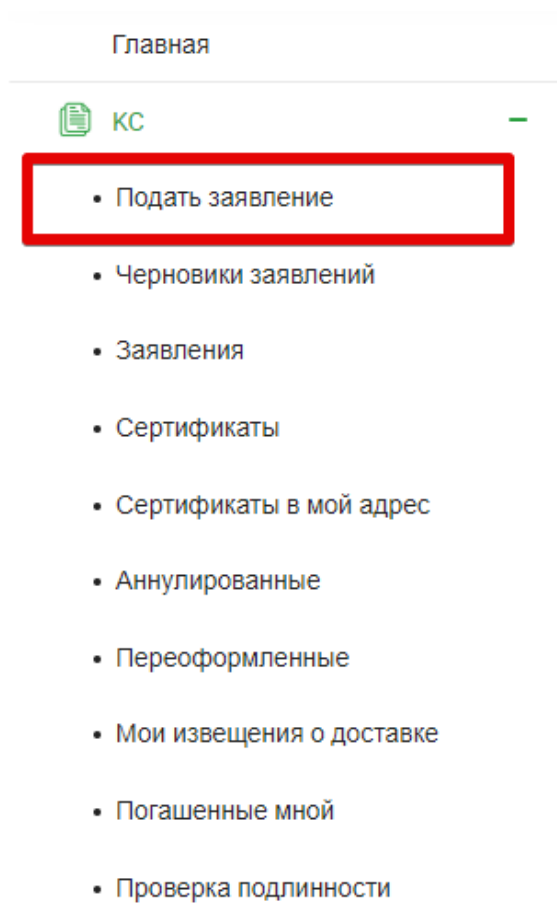 Главная
КС
Подать заявление
Черновики заявлений
Заявления
Сертификаты
Сертификаты в мой адрес
Аннулированные
Переоформленные
Мои извещения о доставке
Погашенные мной
Проверка подлинности